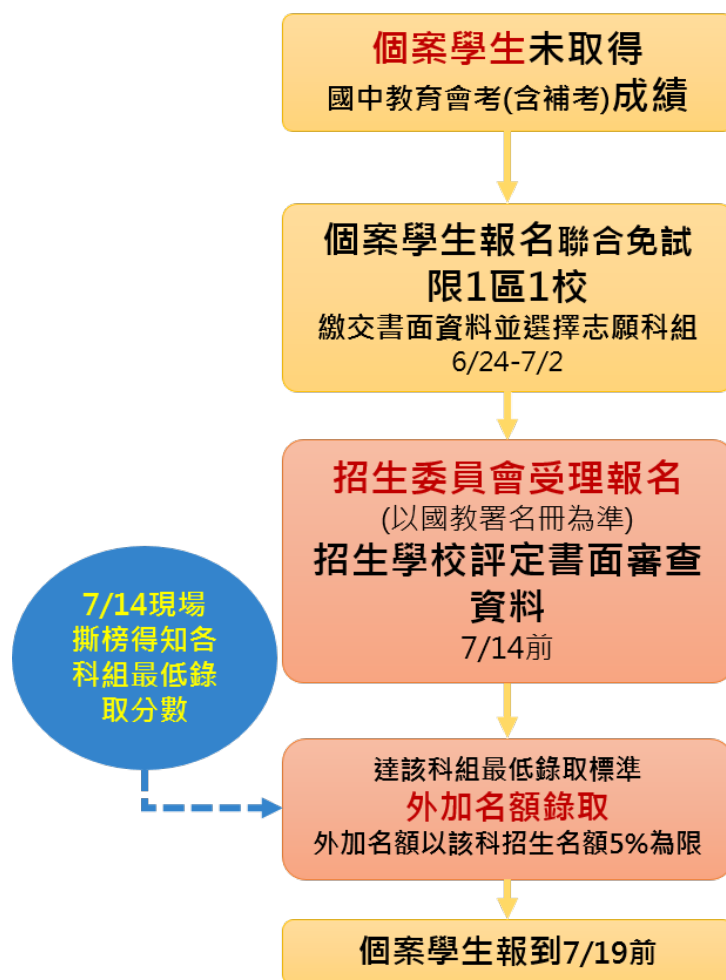 個案學生未取得
國中教育會考(含補考)成績
個案學生報名聯合免試
限1區1校
繳交書面資料並選擇志願科組
6/24-7/2
招生委員會受理報名
(以國教署名冊為準)
招生學校評定書面審查
資料
7/14前
7/14現場
撕榜得知各
科組最低錄
取分數
達該科組最低錄取標準
外加名額錄取
外加名額以該科招生名額5%為限
個案學生報到7/19前